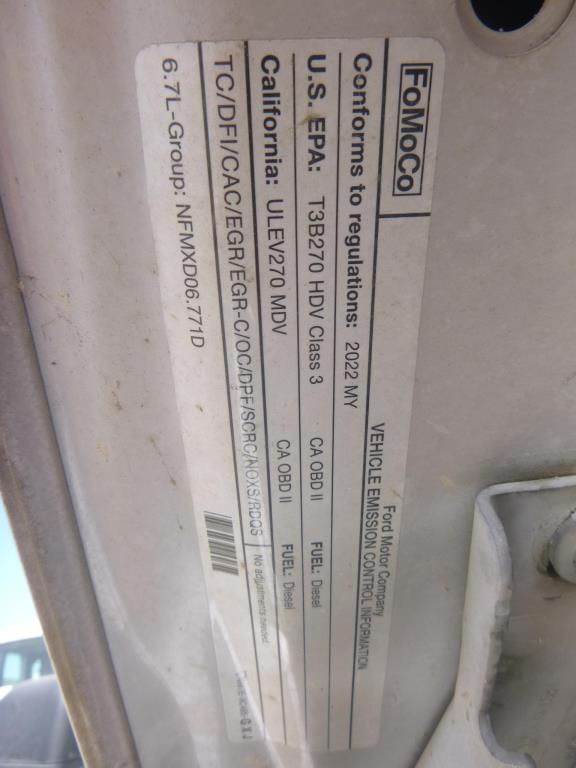 FoMoCo
Ford Motor Company
VEHICLE EMISSION CONTROL INFORMATION
Conforms to regulations: 2022 MY
U.S. EPA: T3B270 HDV Class 3 CA OBD II FUEL: Diesel
California: ULEV270 MDV CA OBD II FUEL: Diesel
TC/DFI/CAC/EGR/EGR-C/OC/DPF/SCRC/NOXS/RDQS No adjustments needed.
6.7L-Group: NFMXD06.771D
GXJ